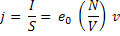 j = I/S = e₀ (N/V) v